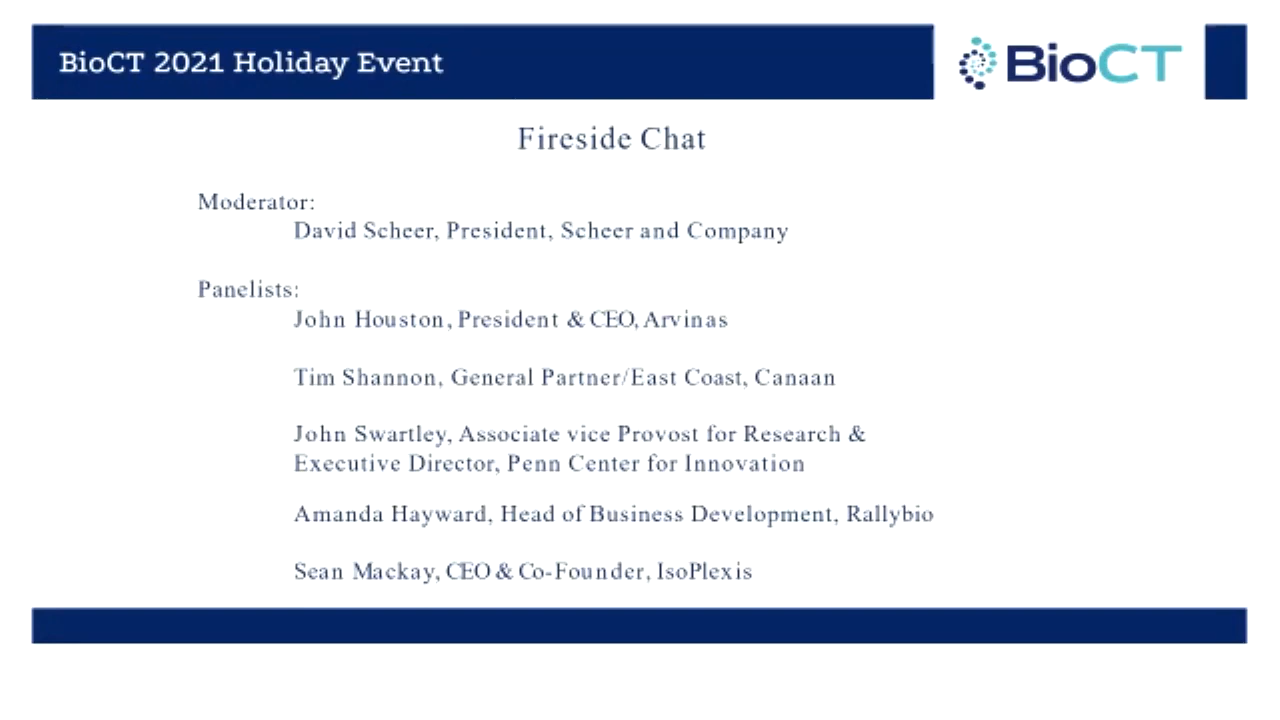 BioCT 2021 Holiday Event
BioCT
Fireside Chat
Moderator:
David Scheer, President, Scheer and Company
Panelists:
John Houston, President & CEO, Arvinas
Tim Shannon, General Partner/East Coast, Canaan
John Swartley, Associate vice Provost for Research &
Executive Director, Penn Center for Innovation
Amanda Hayward, Head of Business Development, Rallybio
Sean Mackay, CEO & Co-Founder, IsoPlexis